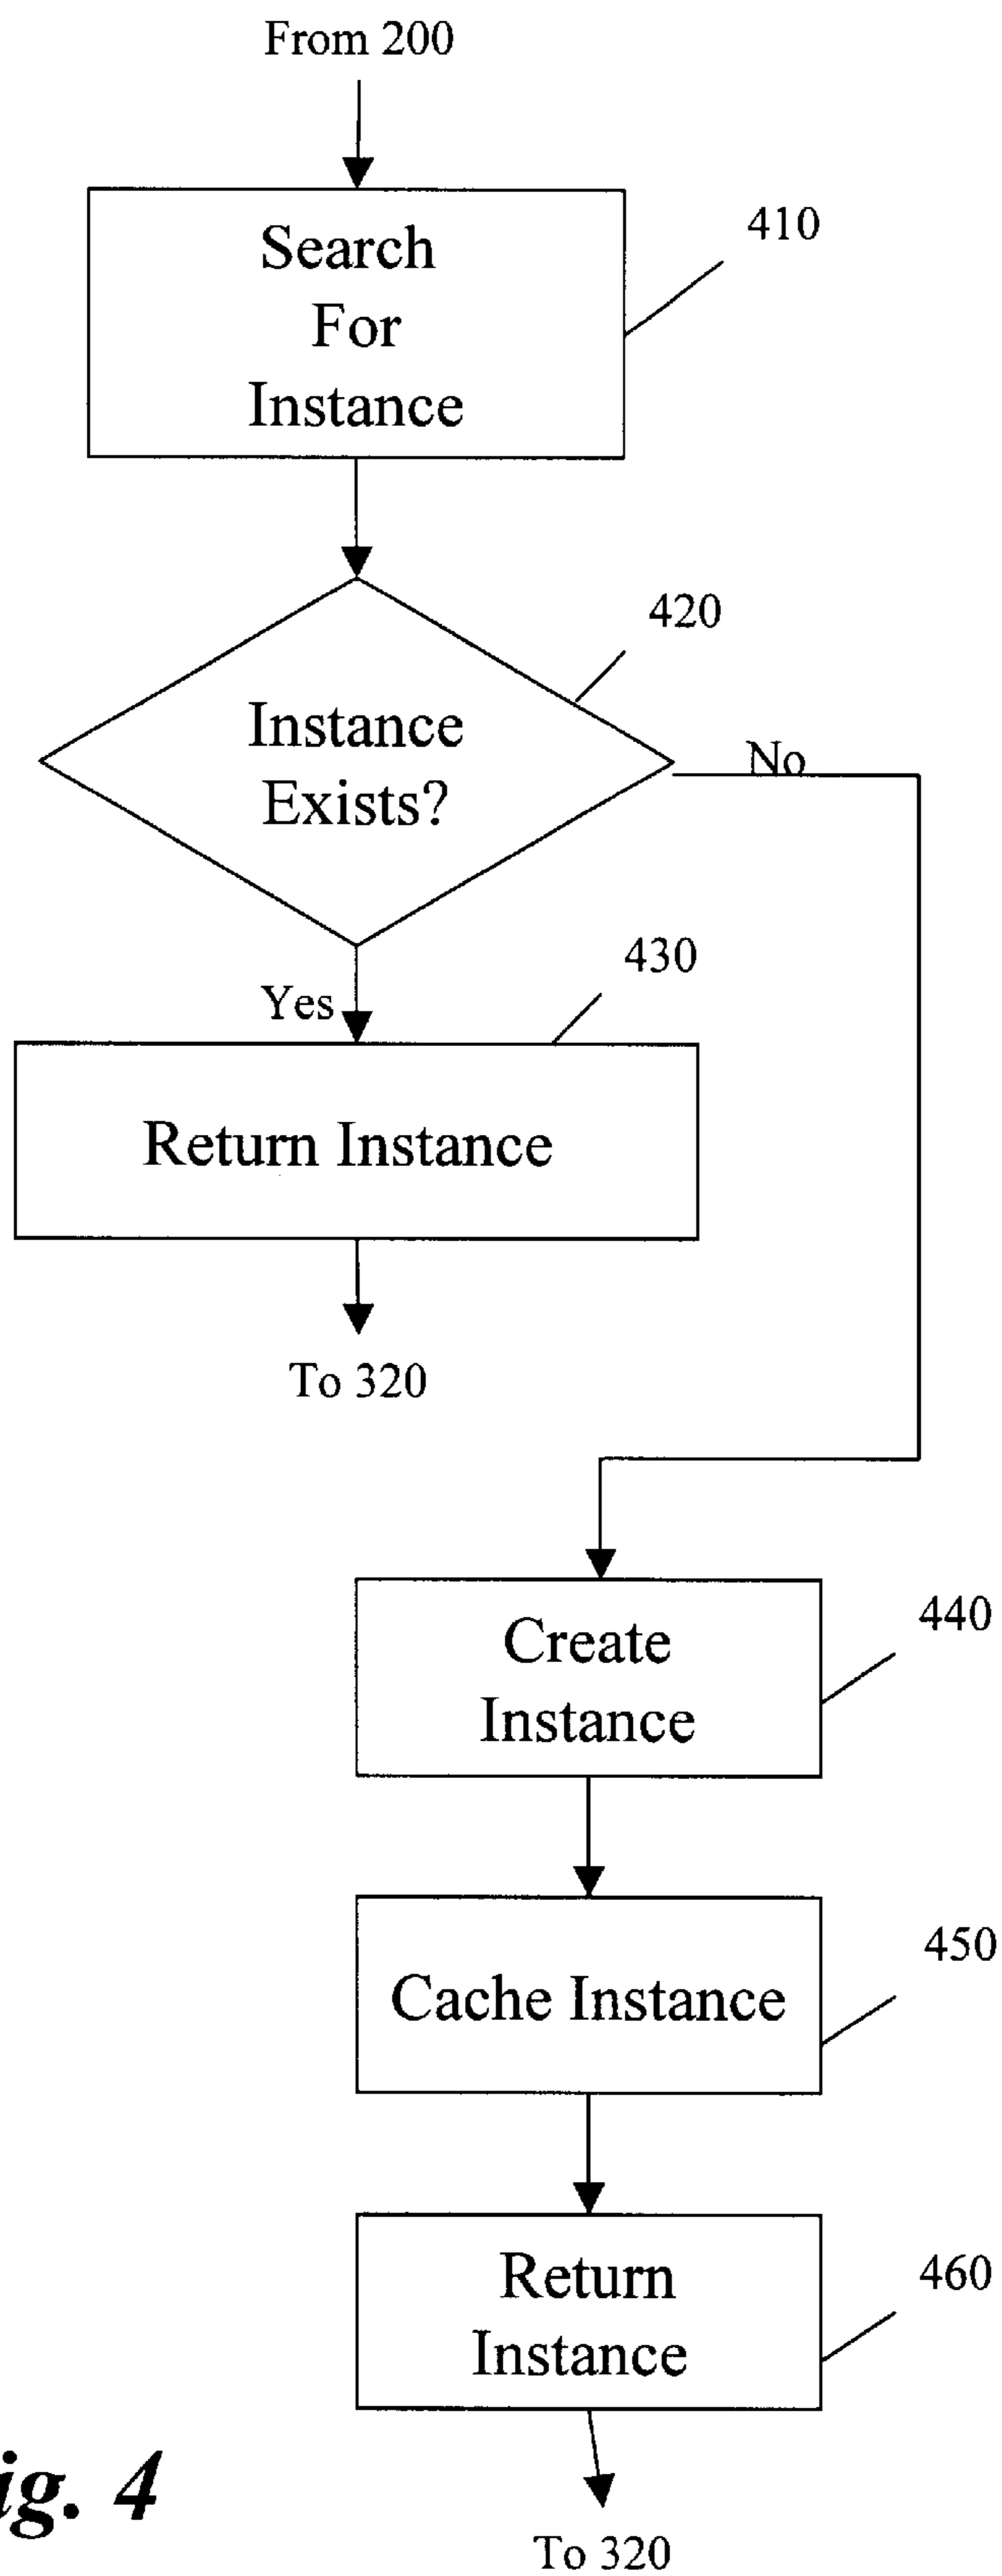 From 200
Search
For
Instance
410
Instance
Exists?
420
No
Yes
430
Return Instance
To 320
Create
Instance
440
Cache Instance
450
Return
Instance
460
ig. 4
To 320